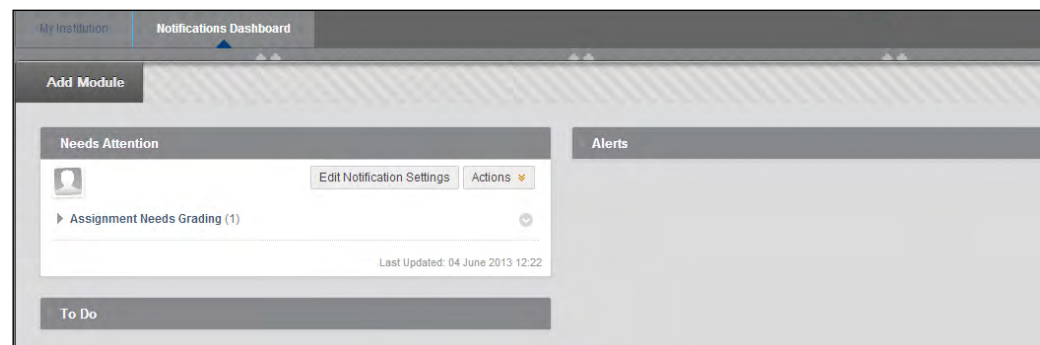 My Institution
Notifications Dashboard
Add Module
Needs Attention
Alerts
Edit Notification Settings
Actions
Assignment Needs Grading (1)
Last Updated: 04 June 2013 12:22
To Do